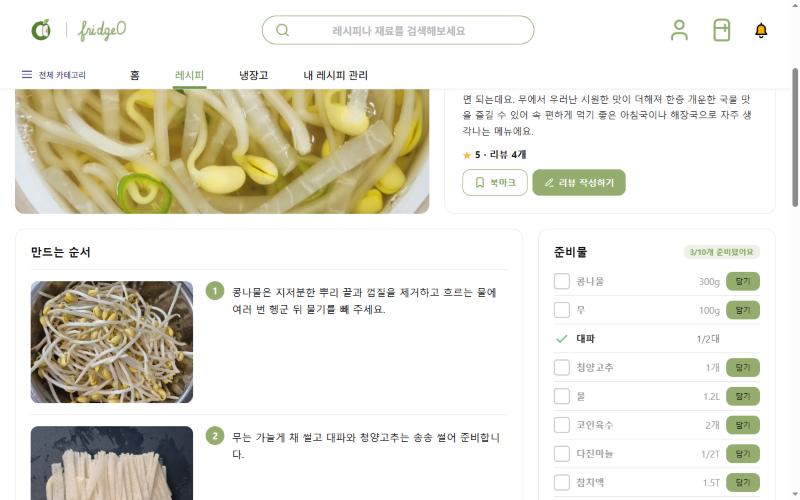 fridgeO
레시피나 재료를 검색해보세요
전체 카테고리
홈
레시피
냉장고
내 레시피 관리
면 되는데요. 무에서 우러난 시원한 맛이 더해져 한층 개운한 국물 맛
을 즐길 수 있어 속 편하게 먹기 좋은 아침국이나 해장국으로 자주 생
각나는 메뉴예요.
5 · 리뷰 4개
북마크
리뷰 작성하기
만드는 순서
1
콩나물은 지저분한 뿌리 끝과 껍질을 제거하고 흐르는 물에
여러 번 헹군 뒤 물기를 빼 주세요.
2
무는 가늘게 채 썰고 대파와 청양고추는 송송 썰어 준비합니
다.
준비물
3/10개 준비됐어요
콩나물 300g 담기
무 100g 담기
대파 1/2대
청양고추 1개 담기
물 1.2L 담기
코인육수 2개 담기
다진마늘 1/2T 담기
참치액 1.5T 담기